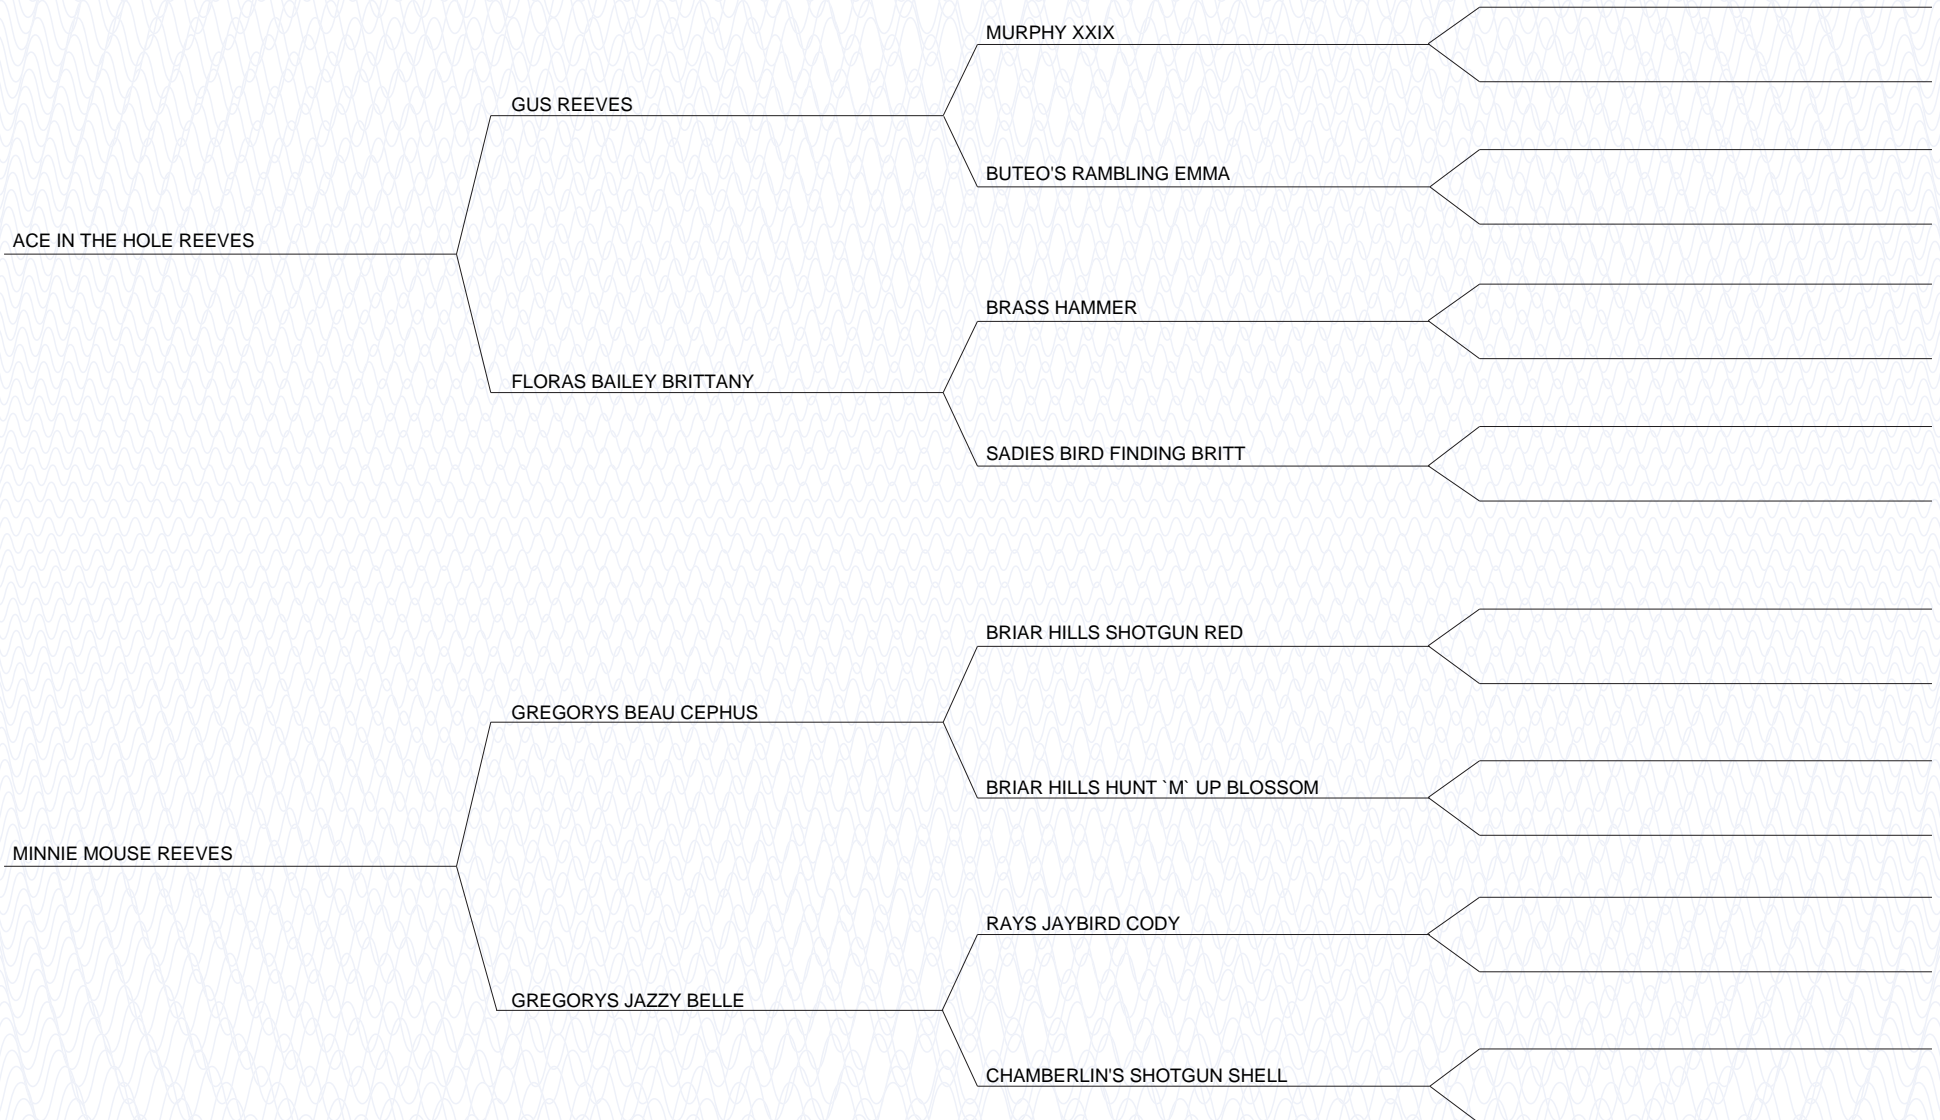 MURPHY XXIX
GUS REEVES
BUTEO'S RAMBLING EMMA
ACE IN THE HOLE REEVES
BRASS HAMMER
FLORAS BAILEY BRITTANY
SADIES BIRD FINDING BRITT
BRIAR HILLS SHOTGUN RED
GREGORYS BEAU CEPHUS
BRIAR HILLS HUNT `M` UP BLOSSOM
MINNIE MOUSE REEVES
RAYS JAYBIRD CODY
GREGORYS JAZZY BELLE
CHAMBERLIN'S SHOTGUN SHELL